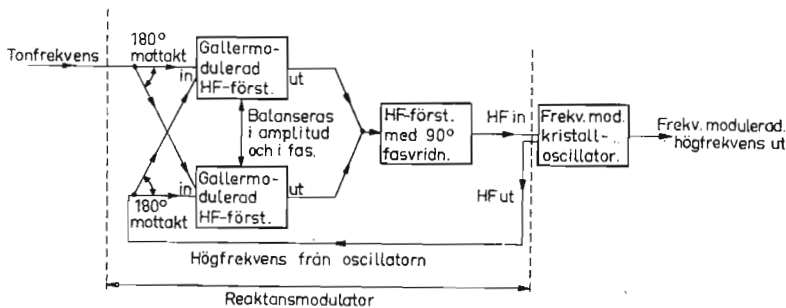 Tonfrekvens
180°
mottakt
in
Gallermo-
dulerad
HF-först.
ut
Balanseras
i amplitud
och i fas.
in
180°
mottakt
Gallermo-
dulerad
HF-först.
ut
HF-först.
med 90°
fasvridn.
HF in
HF ut
Frekv. mod.
kristall-
oscillator.
Frekv. modulerad.
högfrekvens ut
Högfrekvens från oscillatorn
Reaktansmodulator